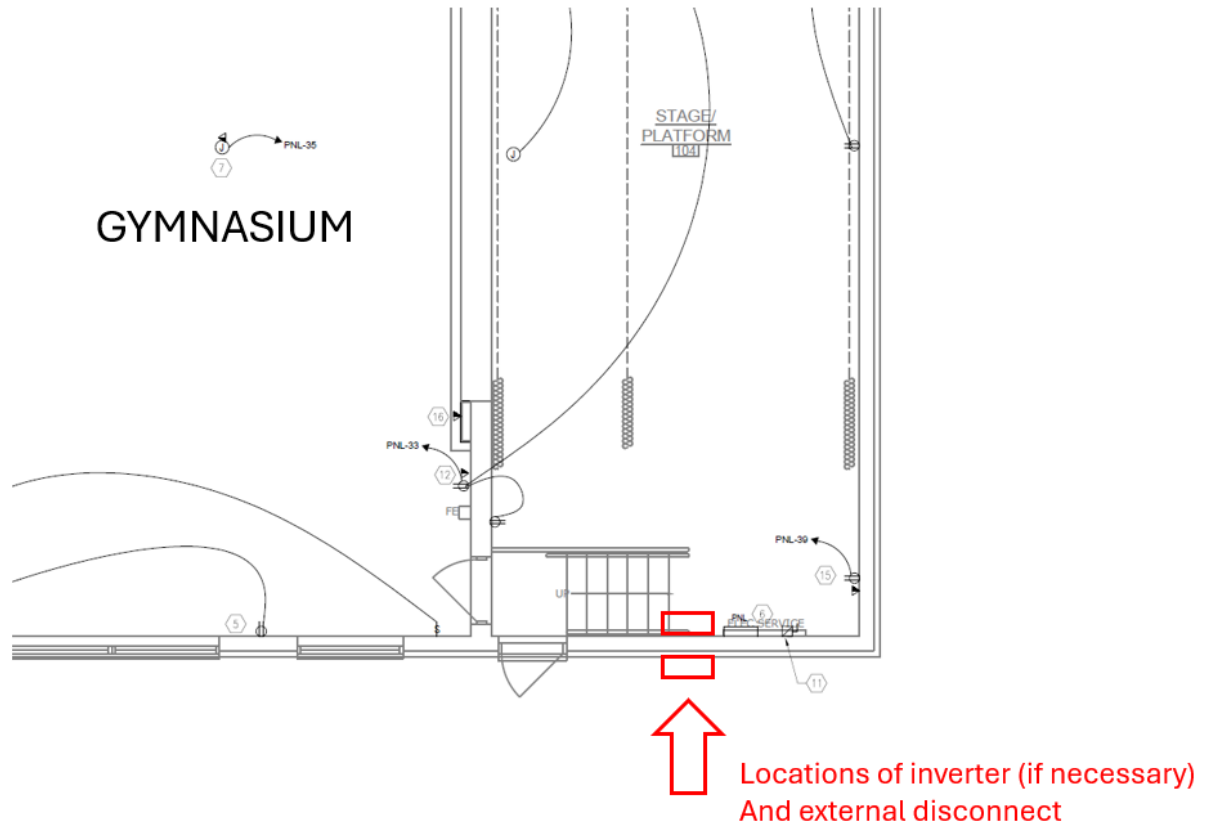 STAGE/
PLATFORM
104
J
PNL-35
J
7
GYMNASIUM
16
PNL-33
12
FE
PNL-39
15
UP
5
$
PNL
6
ELEC SERVICE
11
Locations of inverter (if necessary)
And external disconnect